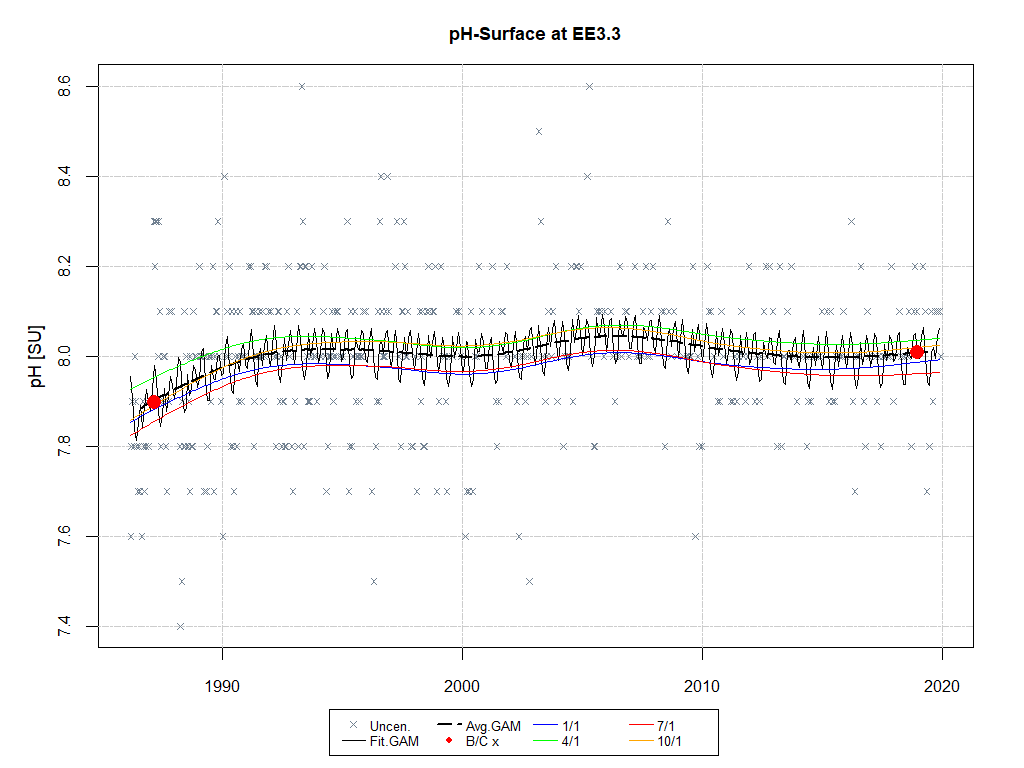 pH-Surface at EE3.3
pH [SU]
8.6
8.4
8.2
8.0
7.8
7.6
7.4
1990 2000 2010 2020
Uncen. Avg.GAM 1/1 7/1
Fit.GAM B/C x 4/1 10/1